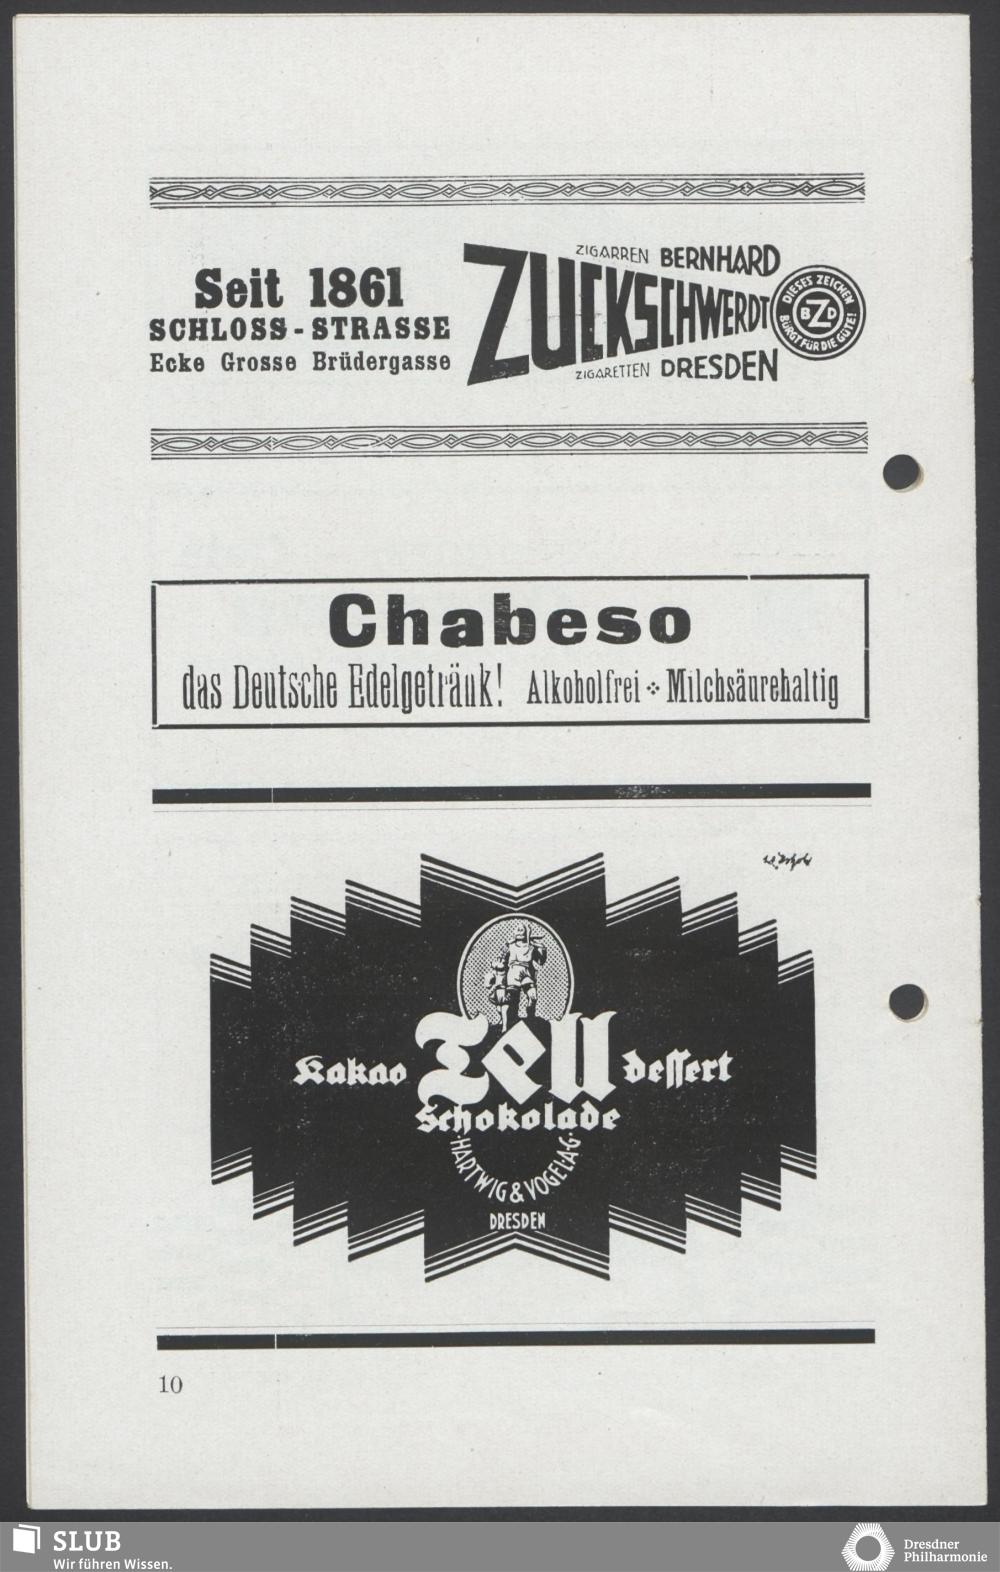 Seit 1861
SCHLOSS-STRASSE
Ecke Grosse Brüdergasse
ZIGARREN BERNHARD
ZUCKSCHWERDT
ZIGARETTEN DRESDEN
DIESES ZEICHEN
BZD
BÜRGT FÜR DIE GÜTE!
Chabeso
das Deutsche Edelgetränk! Alkoholfrei Milchsäurehaltig
Kakao Tell dessert
Schokolade
·HARTWIG & VOGEL·A·G·
DRESDEN
10
SLUB
Wir führen Wissen.
Dresdner
Philharmonie